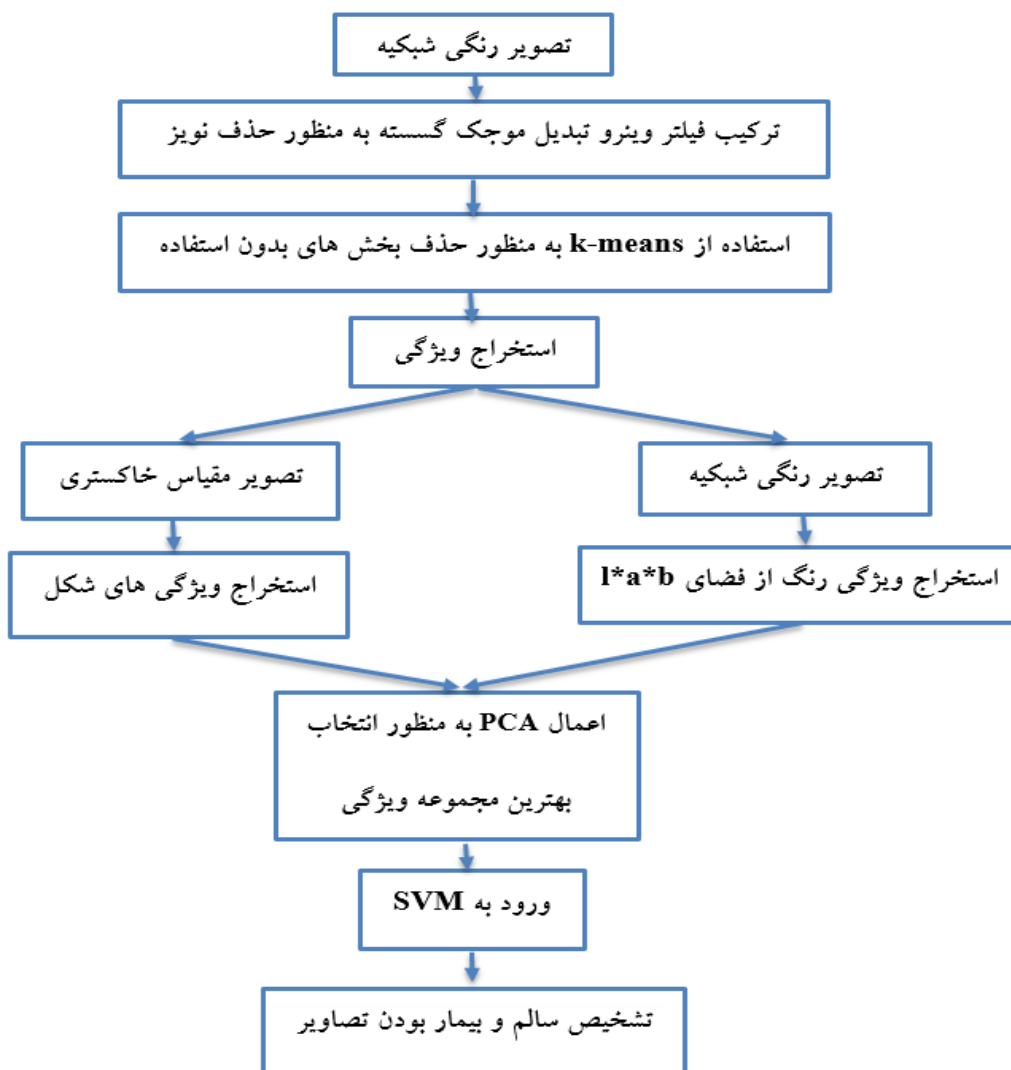 تصویر رنگی شبکیه
ترکیب فیلتر وینرو تبدیل موجک گسسته به منظور حذف نویز
استفاده از k-means به منظور حذف بخش های بدون استفاده
استخراج ویژگی
تصویر رنگی شبکیه
تصویر مقیاس خاکستری
استخراج ویژگی رنگ از فضای l*a*b
استخراج ویژگی های شکل
اعمال PCA به منظور انتخاب
بهترین مجموعه ویژگی
ورود به SVM
تشخیص سالم و بیمار بودن تصاویر